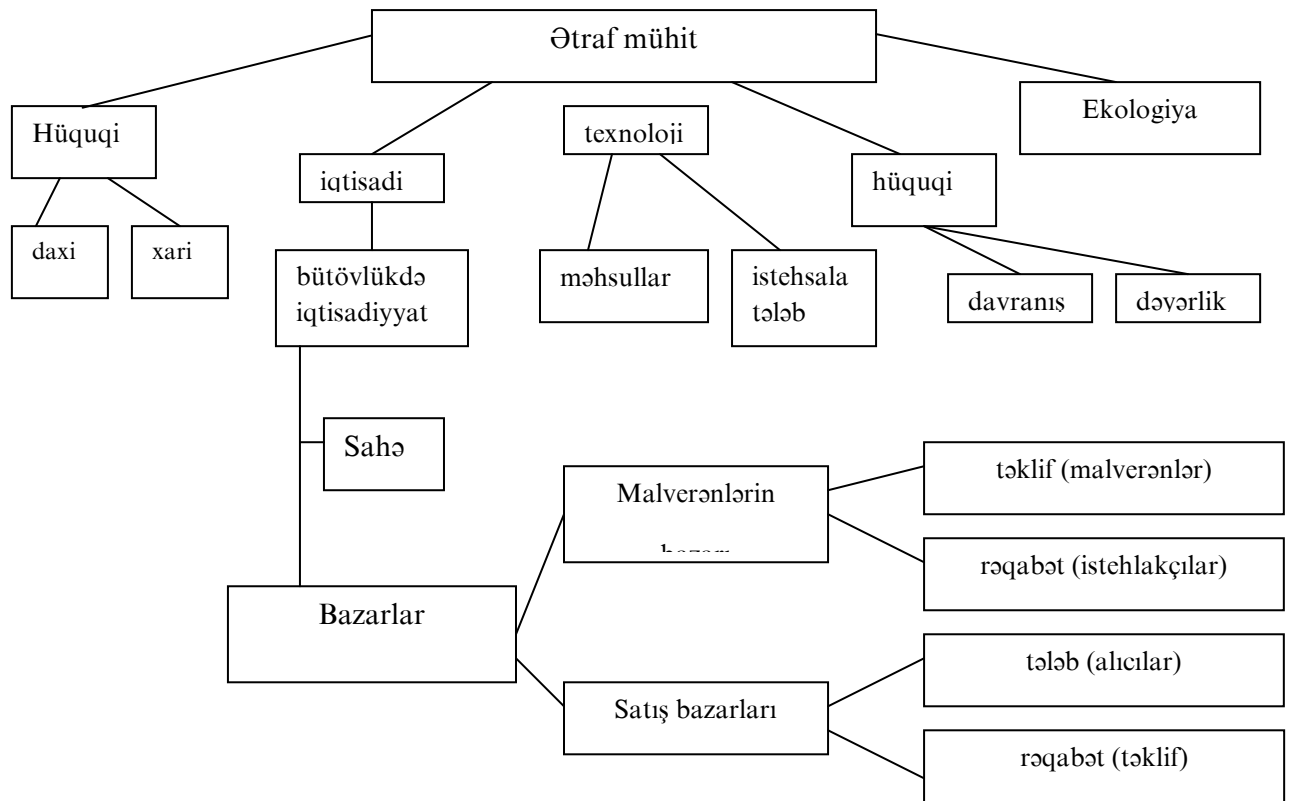 Ətraf mühit
Hüquqi
iqtisadi
texnoloji
hüquqi
Ekologiya
daxi
xari
bütövlükdə
iqtisadiyyat
məhsullar
istehsala
tələb
davranış
dəyərlik
Sahə
Malverənlərin
təklif (malverənlər)
rəqabət (istehlakçılar)
Bazarlar
Satış bazarları
tələb (alıcılar)
rəqabət (təklif)